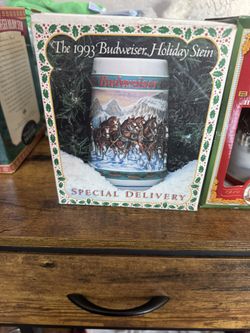 The 1993 Budweiser Holiday Stein
Budweiser
SPECIAL DELIVERY